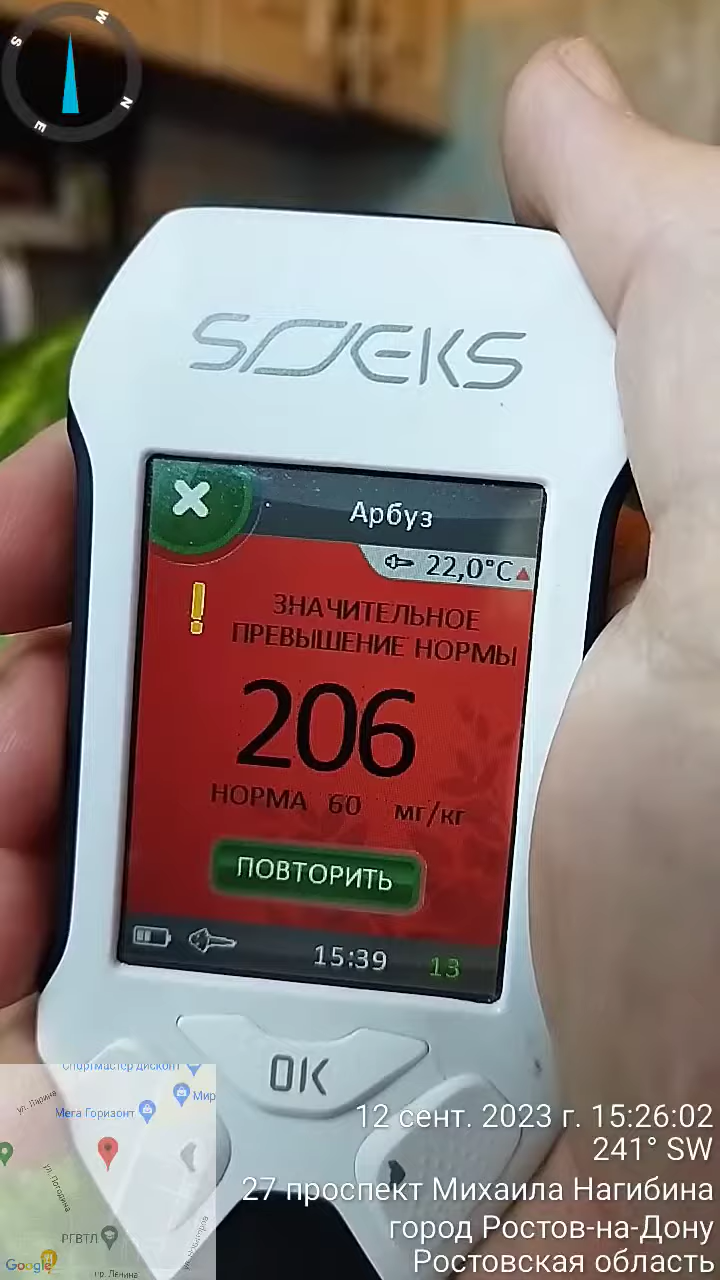 W
S
N
E
SOEKS
Арбуз
22,0°C
!
ЗНАЧИТЕЛЬНОЕ
ПРЕВЫШЕНИЕ НОРМЫ
206
НОРМА 60 мг/кг
ПОВТОРИТЬ
15:39 13
OK
Спортмастер дисконт
ул. Ларина
Мир
Мега Горизонт
ул. Погодина
РГВТЛ
пр. Ленина
Google
12 сент. 2023 г. 15:26:02
241° SW
27 проспект Михаила Нагибина
город Ростов-на-Дону
Ростовская область